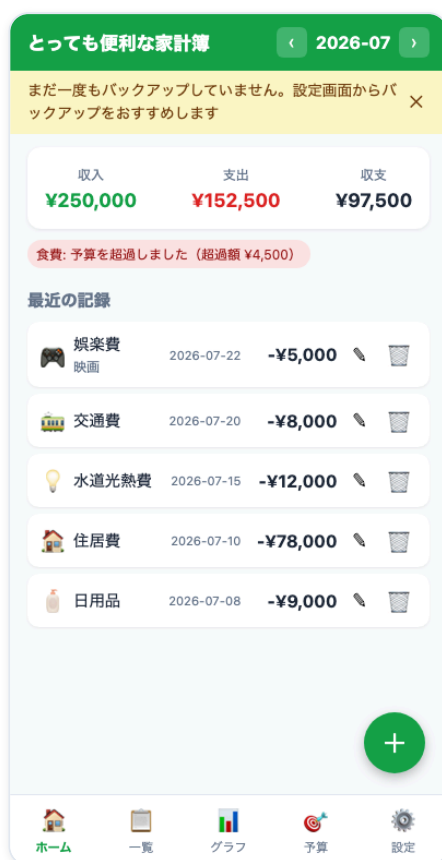 とっても便利な家計簿
‹ 2026-07 ›
まだ一度もバックアップしていません。設定画面からバ
ックアップをおすすめします
×
収入 支出 収支
¥250,000 ¥152,500 ¥97,500
食費: 予算を超過しました（超過額 ¥4,500）
最近の記録
娯楽費 2026-07-22 -¥5,000
映画
交通費 2026-07-20 -¥8,000
水道光熱費 2026-07-15 -¥12,000
住居費 2026-07-10 -¥78,000
日用品 2026-07-08 -¥9,000
+
ホーム 一覧 グラフ 予算 設定